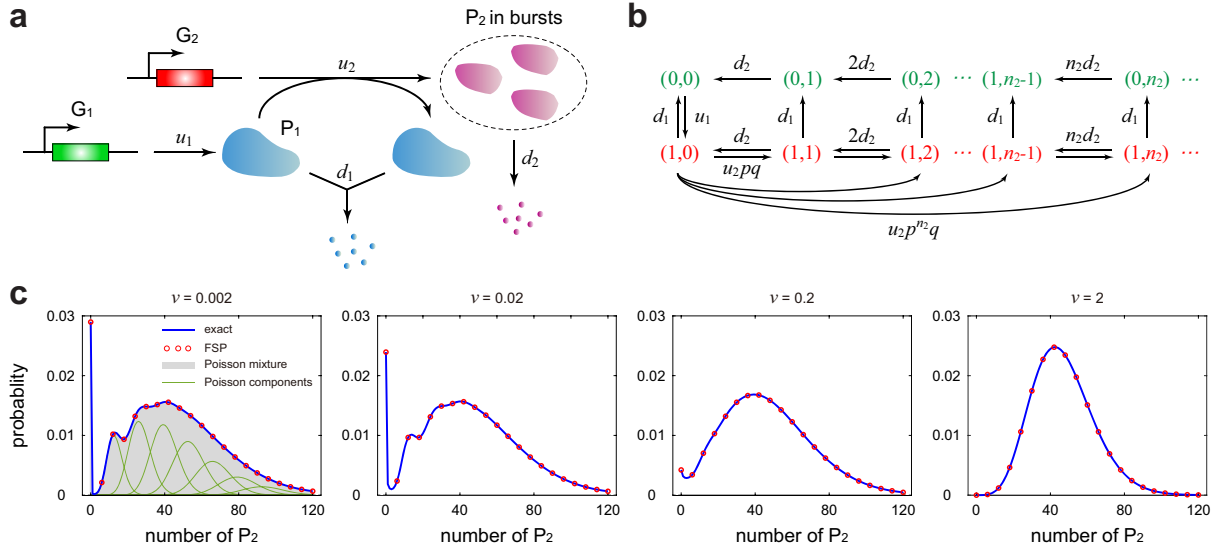 a
G₂
P₂ in bursts
u₂
G₁
P₁
u₁
d₁
d₂
b
(0,0) d₂ (0,1) 2d₂ (0,2) ··· (1,n₂-1) n₂d₂ (0,n₂) ···
d₁ u₁ d₁ d₁ d₁ d₁
(1,0) d₂ (1,1) 2d₂ (1,2) ··· (1,n₂-1) n₂d₂ (1,n₂) ···
u₂pq
u₂pⁿ²q
c
v = 0.002
v = 0.02
v = 0.2
v = 2
probablity
0.03
0.02
0.01
0
exact
FSP
Poisson mixture
Poisson components
0 40 80 120
number of P₂
0.03
0.02
0.01
0
0 40 80 120
number of P₂
0.03
0.02
0.01
0
0 40 80 120
number of P₂
0.03
0.02
0.01
0
0 40 80 120
number of P₂